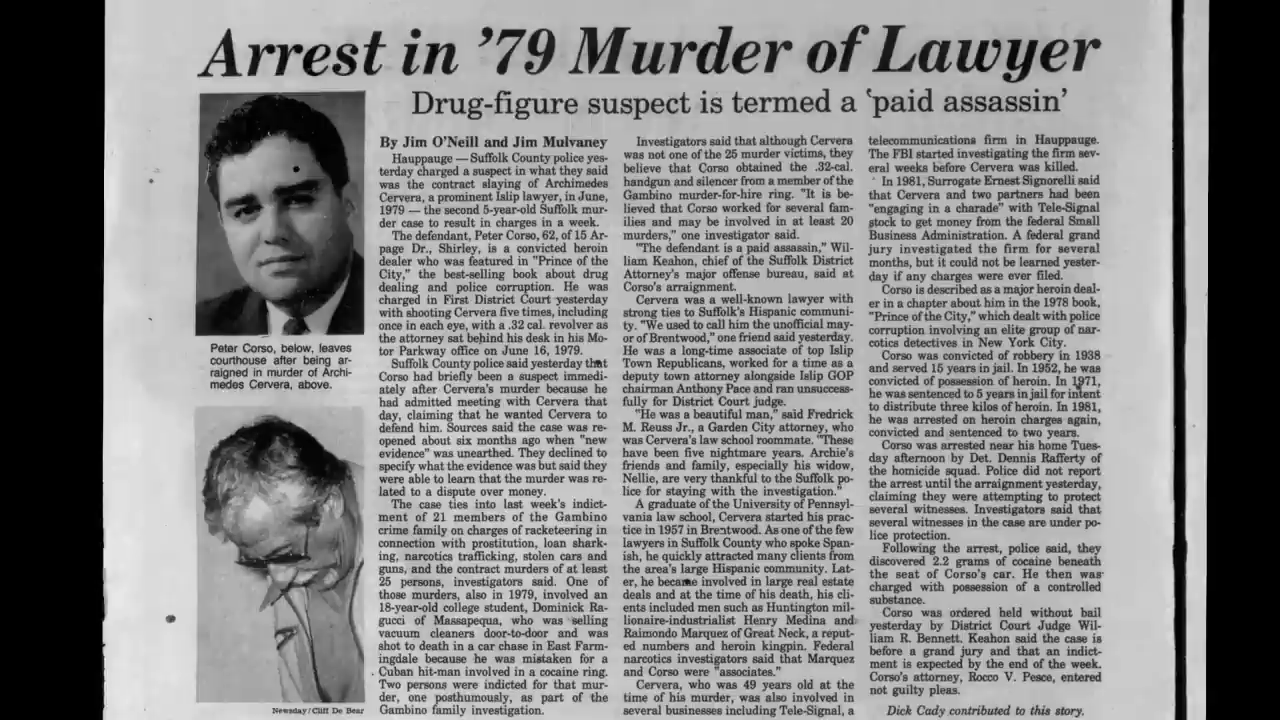 Arrest in '79 Murder of Lawyer
Drug-figure suspect is termed a 'paid assassin'
Peter Corso, below, leaves
courthouse after being ar-
raigned in murder of Archi-
medes Cervera, above.
Newsday / Cliff De Bear
By Jim O'Neill and Jim Mulvaney
Hauppauge — Suffolk County police yes-
terday charged a suspect in what they said
was the contract slaying of Archimedes
Cervera, a prominent Islip lawyer, in June,
1979 — the second 5-year-old Suffolk mur-
der case to result in charges in a week.
The defendant, Peter Corso, 62, of 15 Ar-
page Dr., Shirley, is a convicted heroin
dealer who was featured in "Prince of the
City," the best-selling book about drug
dealing and police corruption. He was
charged in First District Court yesterday
with shooting Cervera five times, including
once in each eye, with a .32 cal. revolver as
the attorney sat behind his desk in his Mo-
tor Parkway office on June 16, 1979.
Suffolk County police said yesterday that
Corso had briefly been a suspect immedi-
ately after Cervera's murder because he
had admitted meeting with Cervera that
day, claiming that he wanted Cervera to
defend him. Sources said the case was re-
opened about six months ago when "new
evidence" was unearthed. They declined to
specify what the evidence was but said they
were able to learn that the murder was re-
lated to a dispute over money.
The case ties into last week's indict-
ment of 21 members of the Gambino
crime family on charges of racketeering in
connection with prostitution, loan shark-
ing, narcotics trafficking, stolen cars and
guns, and the contract murders of at least
25 persons, investigators said. One of
those murders, also in 1979, involved an
18-year-old college student, Dominick Ra-
gucci of Massapequa, who was selling
vacuum cleaners door-to-door and was
shot to death in a car chase in East Farm-
ingdale because he was mistaken for a
Cuban hit-man involved in a cocaine ring.
Two persons were indicted for that mur-
der, one posthumously, as part of the
Gambino family investigation.
Investigators said that although Cervera
was not one of the 25 murder victims, they
believe that Corso obtained the .32-cal.
handgun and silencer from a member of the
Gambino murder-for-hire ring. "It is be-
lieved that Corso worked for several fam-
ilies and may be involved in at least 20
murders," one investigator said.
"The defendant is a paid assassin," Wil-
liam Keahon, chief of the Suffolk District
Attorney's major offense bureau, said at
Corso's arraignment.
Cervera was a well-known lawyer with
strong ties to Suffolk's Hispanic communi-
ty. "We used to call him the unofficial may-
or of Brentwood," one friend said yesterday.
He was a long-time associate of top Islip
Town Republicans, worked for a time as a
deputy town attorney alongside Islip GOP
chairman Anthony Pace and ran unsuccess-
fully for District Court judge.
"He was a beautiful man," said Fredrick
M. Reuss Jr., a Garden City attorney, who
was Cervera's law school roommate. "These
have been five nightmare years. Archie's
friends and family, especially his widow,
Nellie, are very thankful to the Suffolk po-
lice for staying with the investigation."
A graduate of the University of Pennsyl-
vania law school, Cervera started his prac-
tice in 1957 in Brentwood. As one of the few
lawyers in Suffolk County who spoke Span-
ish, he quickly attracted many clients from
the area's large Hispanic community. Lat-
er, he became involved in large real estate
deals and at the time of his death, his cli-
ents included men such as Huntington mil-
lionaire-industrialist Henry Medina and
Raimondo Marquez of Great Neck, a reput-
ed numbers and heroin kingpin. Federal
narcotics investigators said that Marquez
and Corso were "associates."
Cervera, who was 49 years old at the
time of his murder, was also involved in
several businesses including Tele-Signal, a
telecommunications firm in Hauppauge.
The FBI started investigating the firm sev-
eral weeks before Cervera was killed.
In 1981, Surrogate Ernest Signorelli said
that Cervera and two partners had been
"engaging in a charade" with Tele-Signal
stock to get money from the federal Small
Business Administration. A federal grand
jury investigated the firm for several
months, but it could not be learned yester-
day if any charges were ever filed.
Corso is described as a major heroin deal-
er in a chapter about him in the 1978 book,
"Prince of the City," which dealt with police
corruption involving an elite group of nar-
cotics detectives in New York City.
Corso was convicted of robbery in 1938
and served 15 years in jail. In 1952, he was
convicted of possession of heroin. In 1971,
he was sentenced to 5 years in jail for intent
to distribute three kilos of heroin. In 1981,
he was arrested on heroin charges again,
convicted and sentenced to two years.
Corso was arrested near his home Tues-
day afternoon by Det. Dennis Rafferty of
the homicide squad. Police did not report
the arrest until the arraignment yesterday,
claiming they were attempting to protect
several witnesses. Investigators said that
several witnesses in the case are under po-
lice protection.
Following the arrest, police said, they
discovered 2.2 grams of cocaine beneath
the seat of Corso's car. He then was
charged with possession of a controlled
substance.
Corso was ordered held without bail
yesterday by District Court Judge Wil-
liam R. Bennett. Keahon said the case is
before a grand jury and that an indict-
ment is expected by the end of the week.
Corso's attorney, Rocco V. Pesce, entered
not guilty pleas.
Dick Cady contributed to this story.